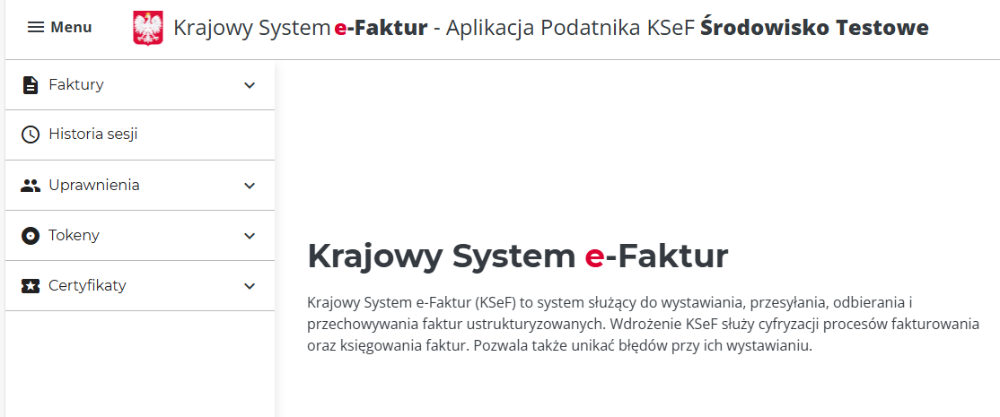 Menu
Krajowy System e-Faktur - Aplikacja Podatnika KSeF Środowisko Testowe
Faktury
Historia sesji
Uprawnienia
Tokeny
Certyfikaty
Krajowy System e-Faktur
Krajowy System e-Faktur (KSeF) to system służący do wystawiania, przesyłania, odbierania i
przechowywania faktur ustrukturyzowanych. Wdrożenie KSeF służy cyfryzacji procesów fakturowania
oraz księgowania faktur. Pozwala także unikać błędów przy ich wystawianiu.